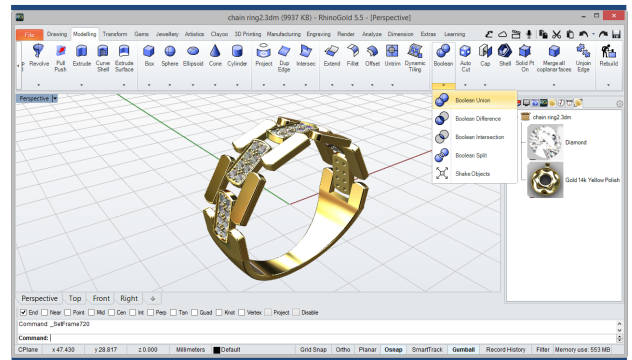 chain ring2.3dm (9937 KB) - RhinoGold 5.5 - [Perspective]
File Drawing Modelling Transform Gems Jewellery Artistics Clayoo 3D Printing Manufacturing Engraving Render Analyze Dimension Extras Learning
Revolve Pull Push Extrude Curve Shell Extrude Surface Box Sphere Ellipsoid Cone Cylinder Project Dup Edge Intersec Extend Fillet Offset Untrim Dynamic Tiling Boolean Auto Cut Cap Shell Solid Pt On Merge all coplanar faces Unjoin Edge Rebuild
Perspective
Boolean Union
Boolean Difference
Boolean Intersection
Boolean Split
Shake Objects
chain ring2.3dm
Diamond
Gold 14k Yellow Polish
Perspective Top Front Right
End Near Point Mid Cen Int Perp Tan Quad Knot Vertex Project Disable
Command: _SetFrame720
Command:
CPlane x 47.430 y 28.817 z 0.000 Millimeters Default Grid Snap Ortho Planar Osnap SmartTrack Gumball Record History Filter Memory use: 553 MB